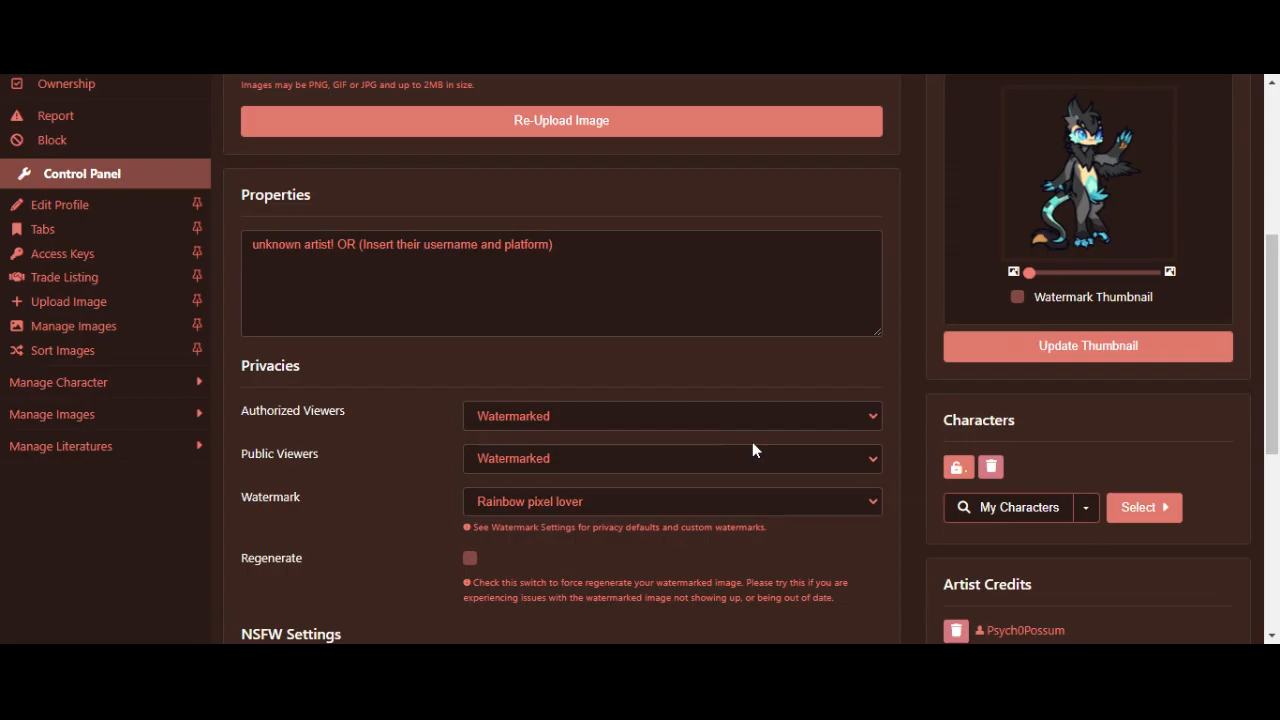 Ownership
Report
Block
Control Panel
Edit Profile
Tabs
Access Keys
Trade Listing
Upload Image
Manage Images
Sort Images
Manage Character
Manage Images
Manage Literatures
Images may be PNG, GIF or JPG and up to 2MB in size.
Re-Upload Image
Properties
unknown artist! OR (Insert their username and platform)
Privacies
Authorized Viewers
Watermarked
Public Viewers
Watermarked
Watermark
Rainbow pixel lover
See Watermark Settings for privacy defaults and custom watermarks.
Regenerate
Check this switch to force regenerate your watermarked image. Please try this if you are
experiencing issues with the watermarked image not showing up, or being out of date.
NSFW Settings
Watermark Thumbnail
Update Thumbnail
Characters
.
My Characters
Select
Artist Credits
Psych0Possum